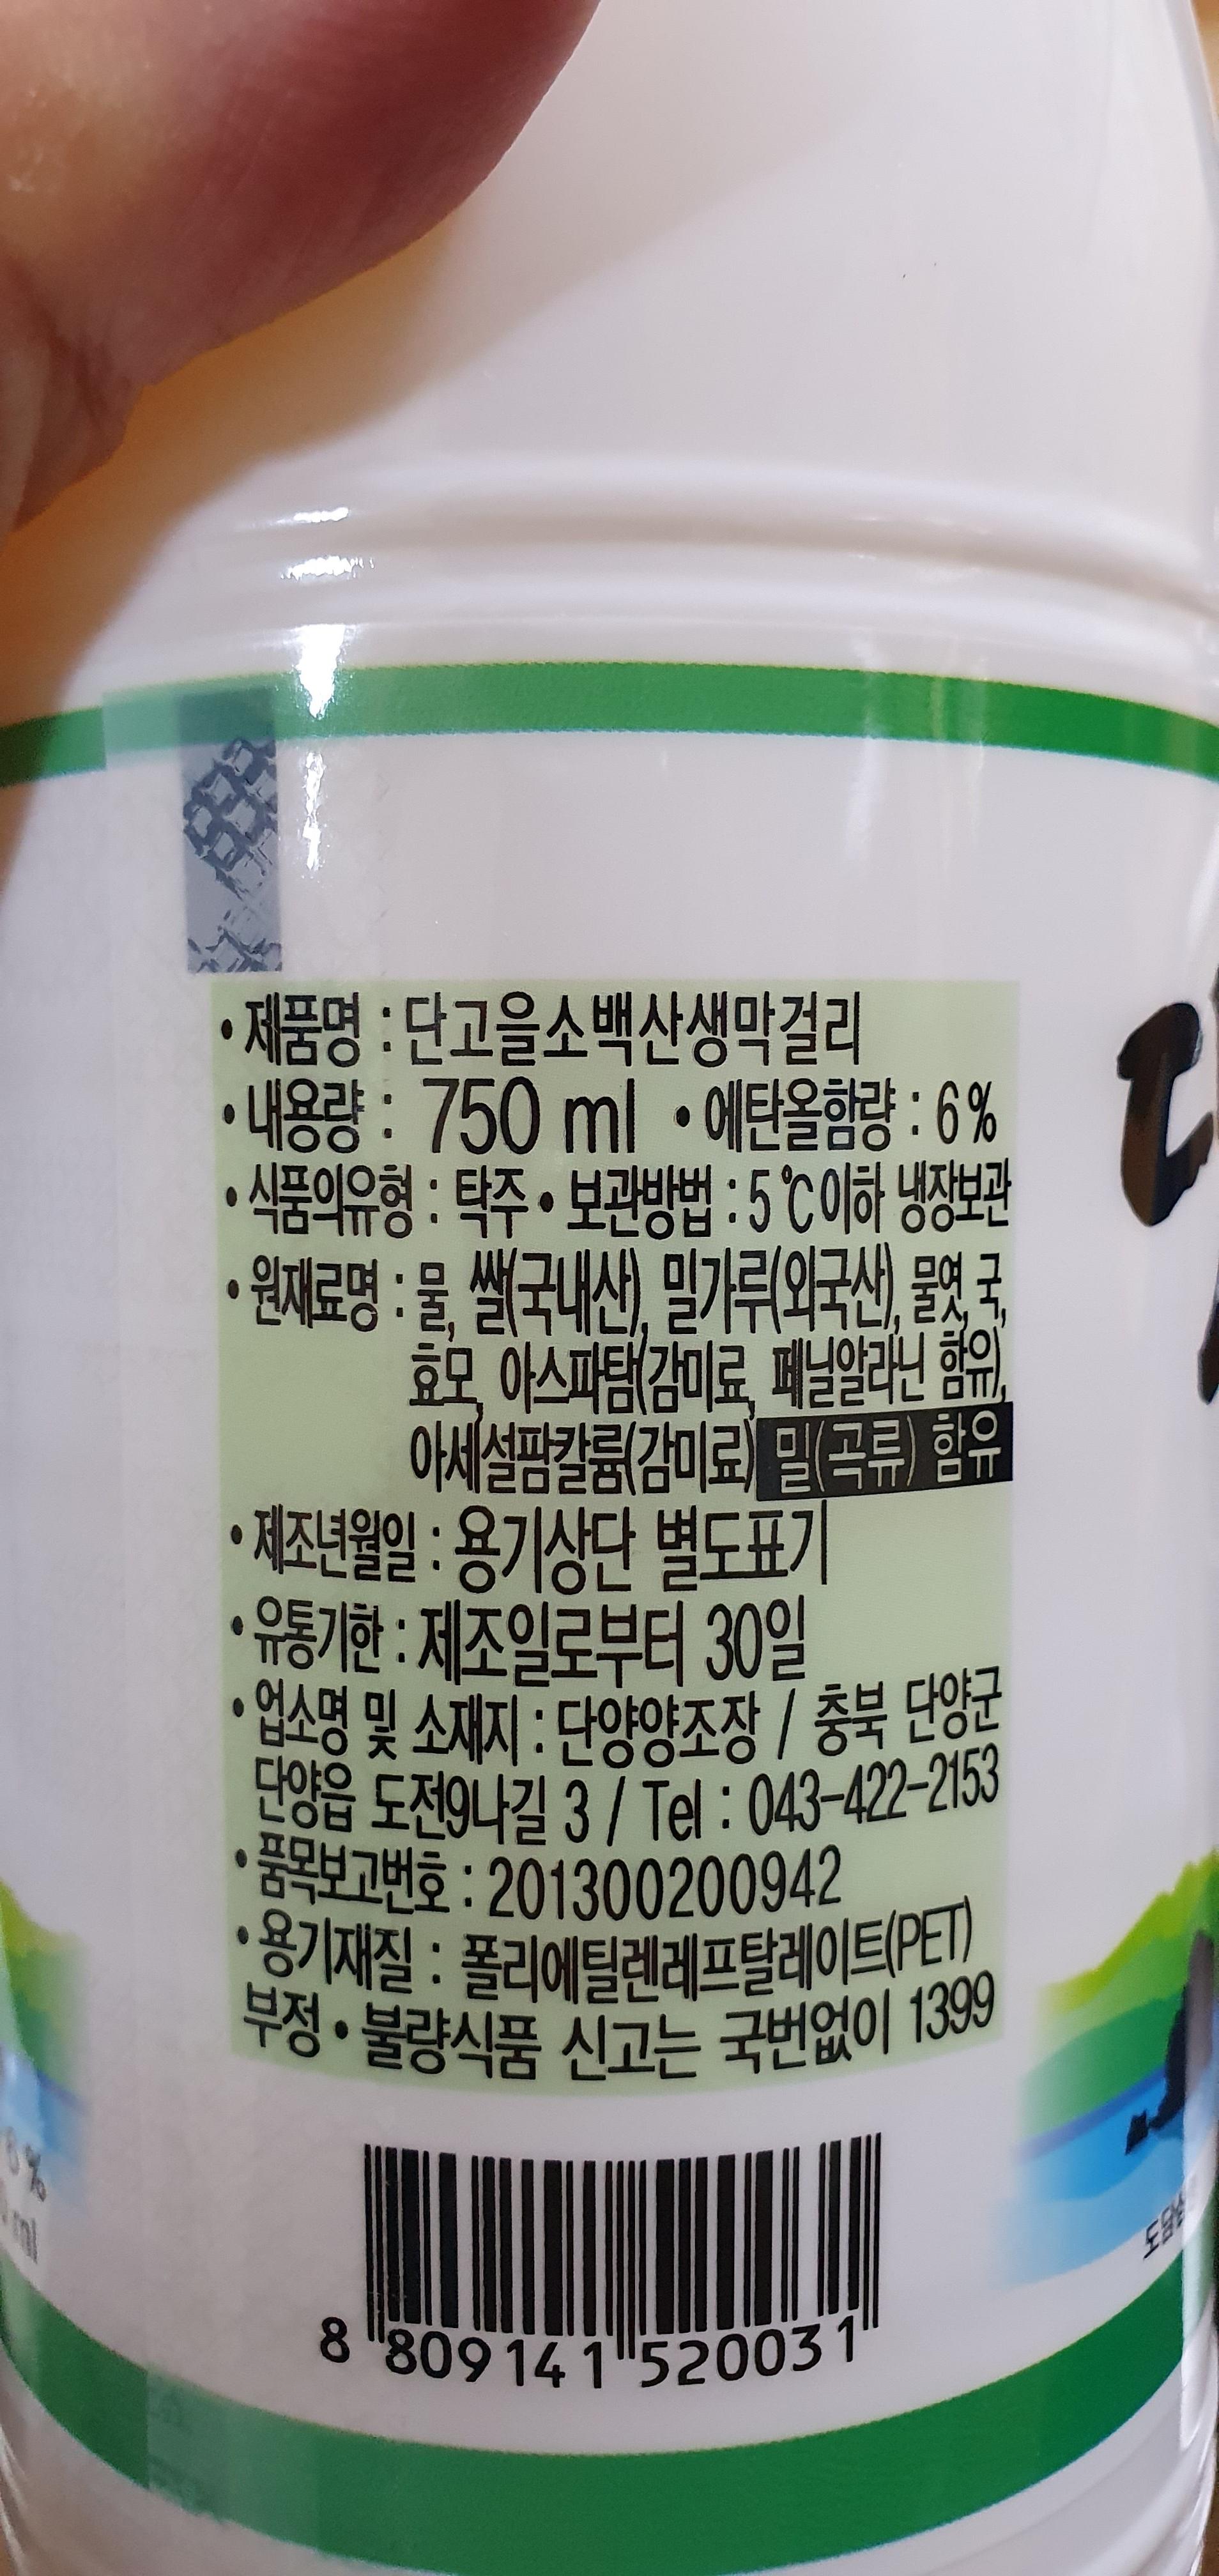 • 제품명 : 단고을소백산생막걸리
• 내용량 : 750 ml • 에탄올함량 : 6%
• 식품의유형 : 탁주 • 보관방법 : 5℃이하 냉장보관
• 원재료명 : 물, 쌀(국내산), 밀가루(외국산), 물엿, 국,
효모, 아스파탐(감미료, 페닐알라닌 함유),
아세설팜칼륨(감미료) 밀(곡류) 함유
• 제조년월일 : 용기상단 별도표기
• 유통기한 : 제조일로부터 30일
• 업소명 및 소재지 : 단양양조장 / 충북 단양군
단양읍 도전9나길 3 / Tel : 043-422-2153
• 품목보고번호 : 201300200942
• 용기재질 : 폴리에틸렌레프탈레이트(PET)
부정 • 불량식품 신고는 국번없이 1399
8 809141 520031
6%
ml